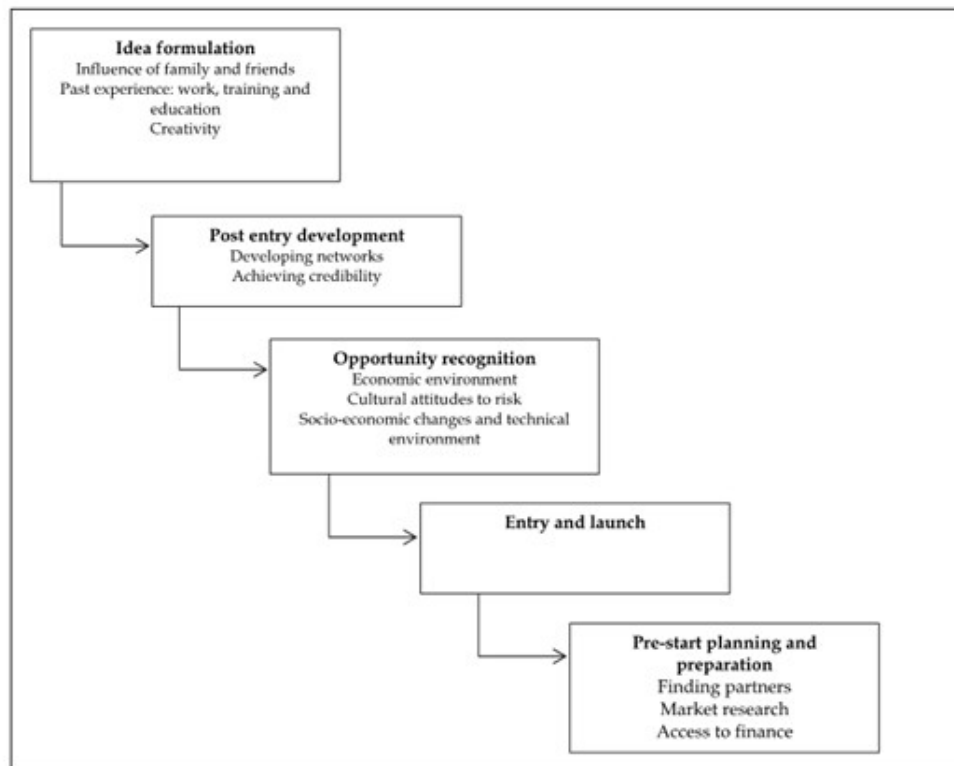 Idea formulation
Influence of family and friends
Past experience: work, training and
education
Creativity
Post entry development
Developing networks
Achieving credibility
Opportunity recognition
Economic environment
Cultural attitudes to risk
Socio-economic changes and technical
environment
Entry and launch
Pre-start planning and
preparation
Finding partners
Market research
Access to finance